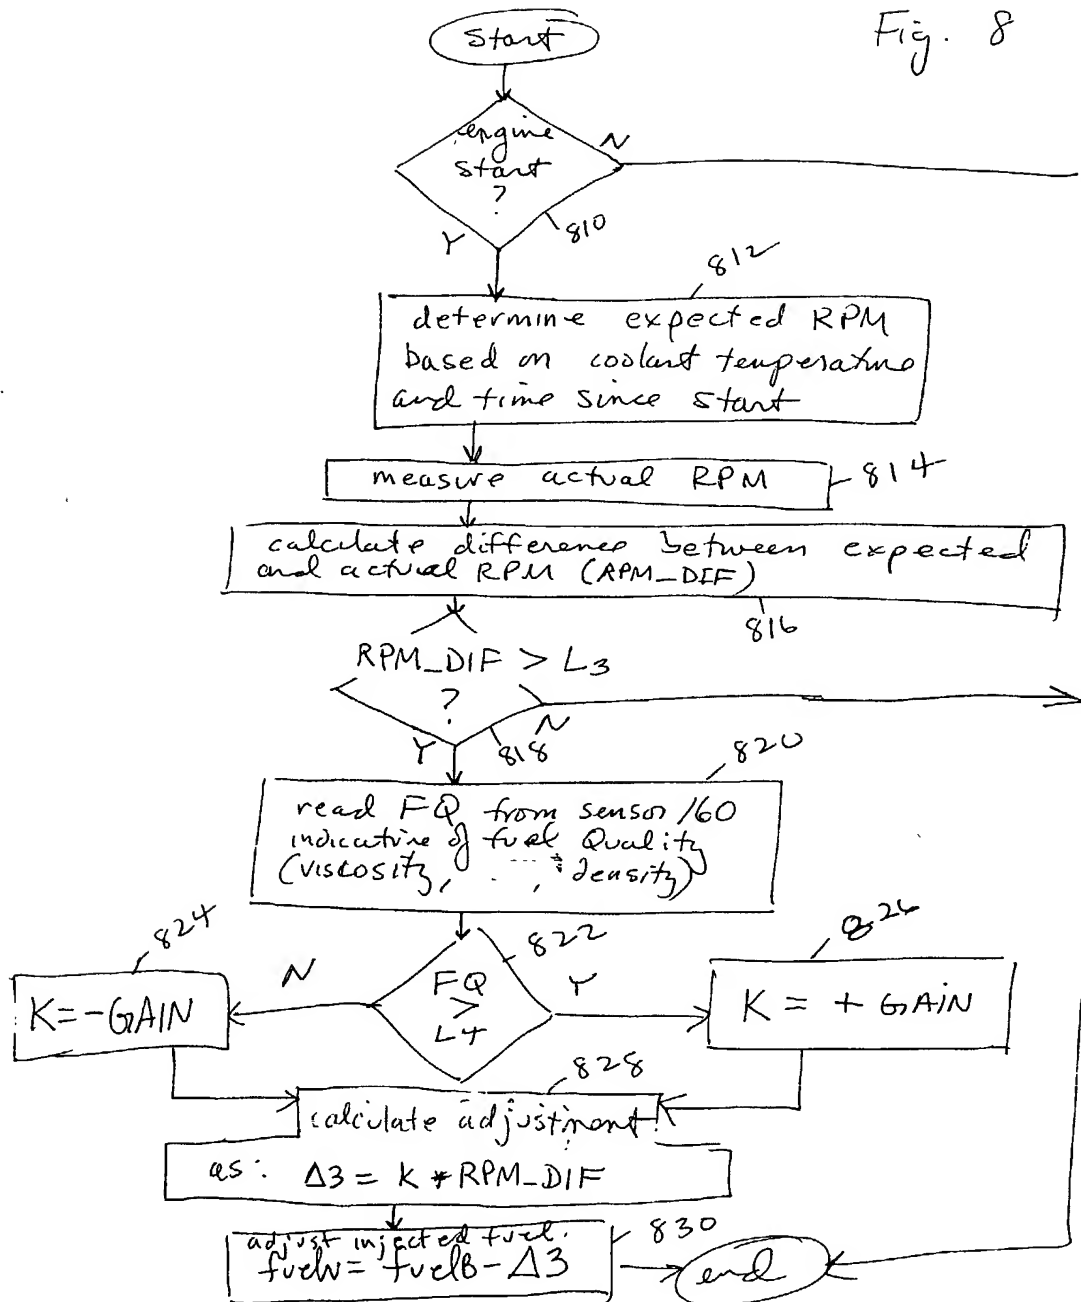 Fig. 8
Start
engine
start
?
N
810
Y
812
determine expected RPM
based on coolant temperature
and time since start
measure actual RPM
814
calculate difference between expected
and actual RPM (RPM_DIF)
816
RPM_DIF > L3
?
N
818
Y
820
read FQ from sensor 160
indicative of fuel Quality
(viscosity, ..., density)
824
822
826
N
FQ
>
L4
Y
K=-GAIN
K = + GAIN
828
calculate adjustment
as: Δ3 = K * RPM_DIF
830
adjust injected fuel.
fuelN = fuelB - Δ3
end